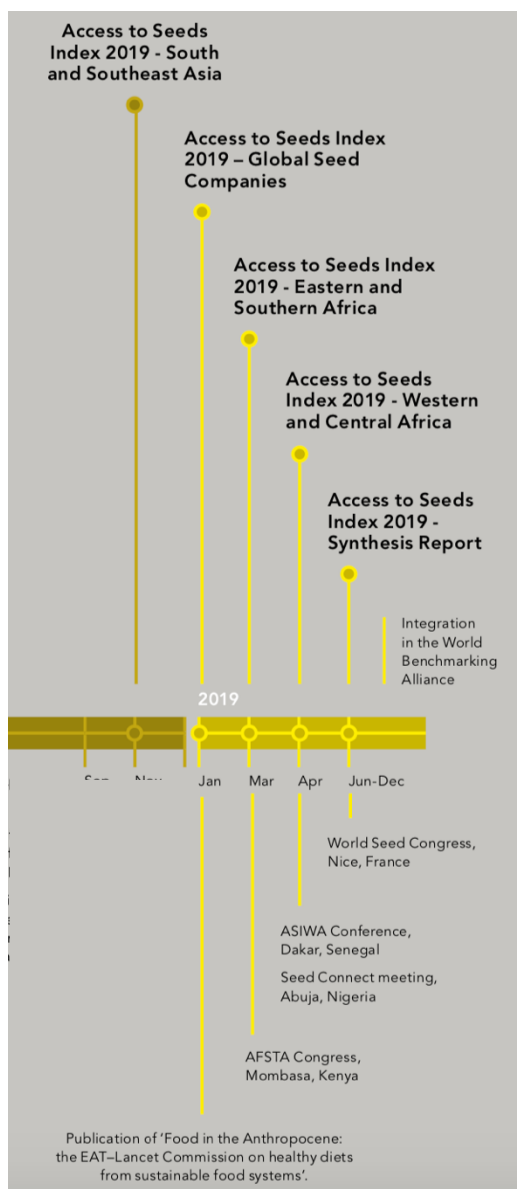 Access to Seeds
Index 2019 - South
and Southeast Asia
Access to Seeds Index
2019 – Global Seed
Companies
Access to Seeds Index
2019 - Eastern and
Southern Africa
Access to Seeds
Index 2019 - Western
and Central Africa
Access to Seeds
Index 2019 -
Synthesis Report
Integration
in the World
Benchmarking
Alliance
2019
Jan Mar Apr Jun-Dec
World Seed Congress,
Nice, France
ASIWA Conference,
Dakar, Senegal
Seed Connect meeting,
Abuja, Nigeria
AFSTA Congress,
Mombasa, Kenya
Publication of ‘Food in the Anthropocene:
the EAT–Lancet Commission on healthy diets
from sustainable food systems’.